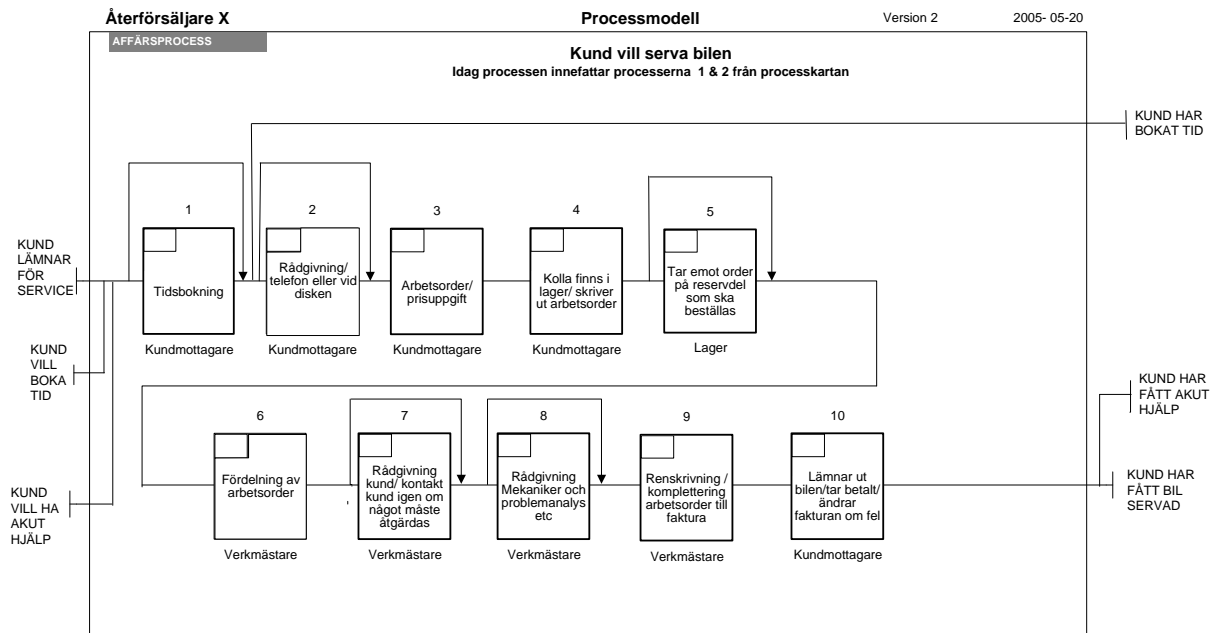 Återförsäljare X
Processmodell
Version 2
2005- 05-20
AFFÄRSPROCESS
Kund vill serva bilen
Idag processen innefattar processerna 1 & 2 från processkartan
KUND HAR
BOKAT TID
KUND
LÄMNAR
FÖR
SERVICE
KUND
VILL
BOKA
TID
KUND
VILL HA
AKUT
HJÄLP
1
Tidsbokning
Kundmottagare
2
Rådgivning/
telefon eller vid
disken
Kundmottagare
3
Arbetsorder/
prisuppgift
Kundmottagare
4
Kolla finns i
lager/ skriver
ut arbetsorder
Kundmottagare
5
Tar emot order
på reservdel
som ska
beställas
Lager
6
Fördelning av
arbetsorder
Verkmästare
7
Rådgivning
kund/ kontakt
kund igen om
något måste
åtgärdas
Verkmästare
8
Rådgivning
Mekaniker och
problemanalys
etc
Verkmästare
9
Renskrivning /
komplettering
arbetsorder till
faktura
Verkmästare
10
Lämnar ut
bilen/tar betalt/
ändrar
fakturan om fel
Kundmottagare
KUND HAR
FÅTT AKUT
HJÄLP
KUND HAR
FÅTT BIL
SERVAD